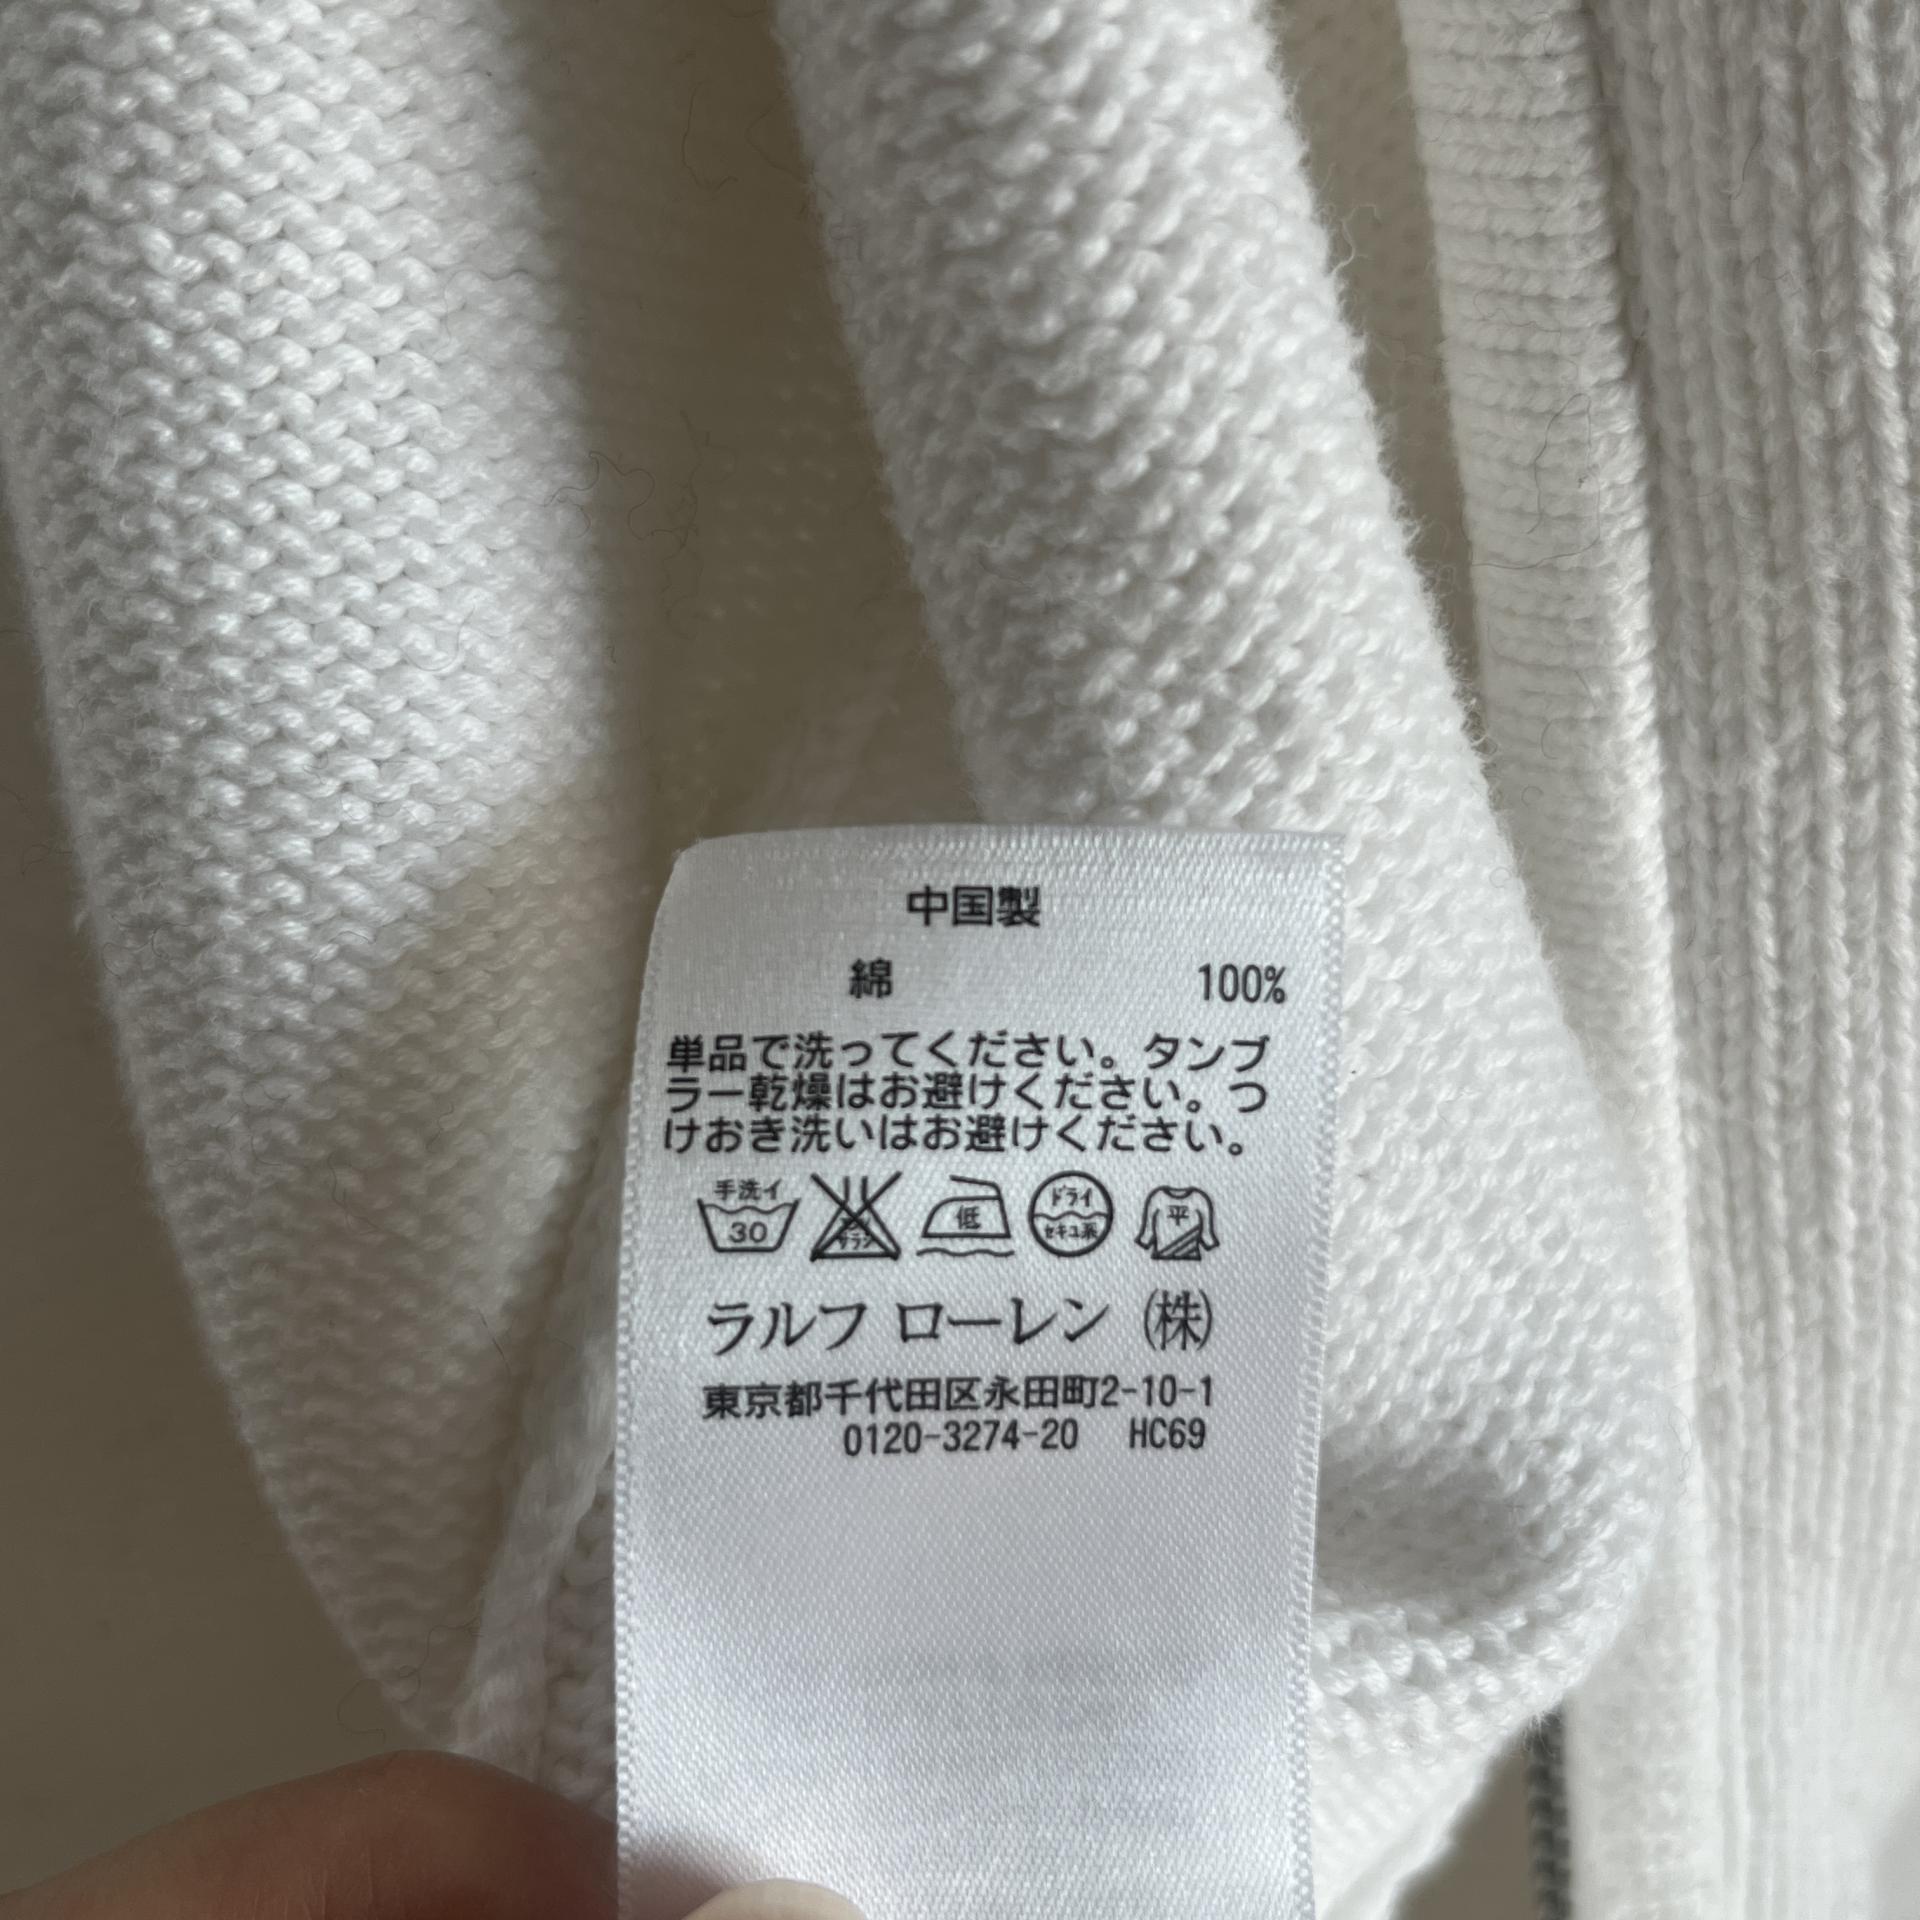 中国製
綿 100%
単品で洗ってください。タンブ
ラー乾燥はお避けください。つ
けおき洗いはお避けください。
手洗イ
30
低
ドライ
セキユ系
平
ラルフ ローレン ㈱
東京都千代田区永田町2-10-1
0120-3274-20 HC69